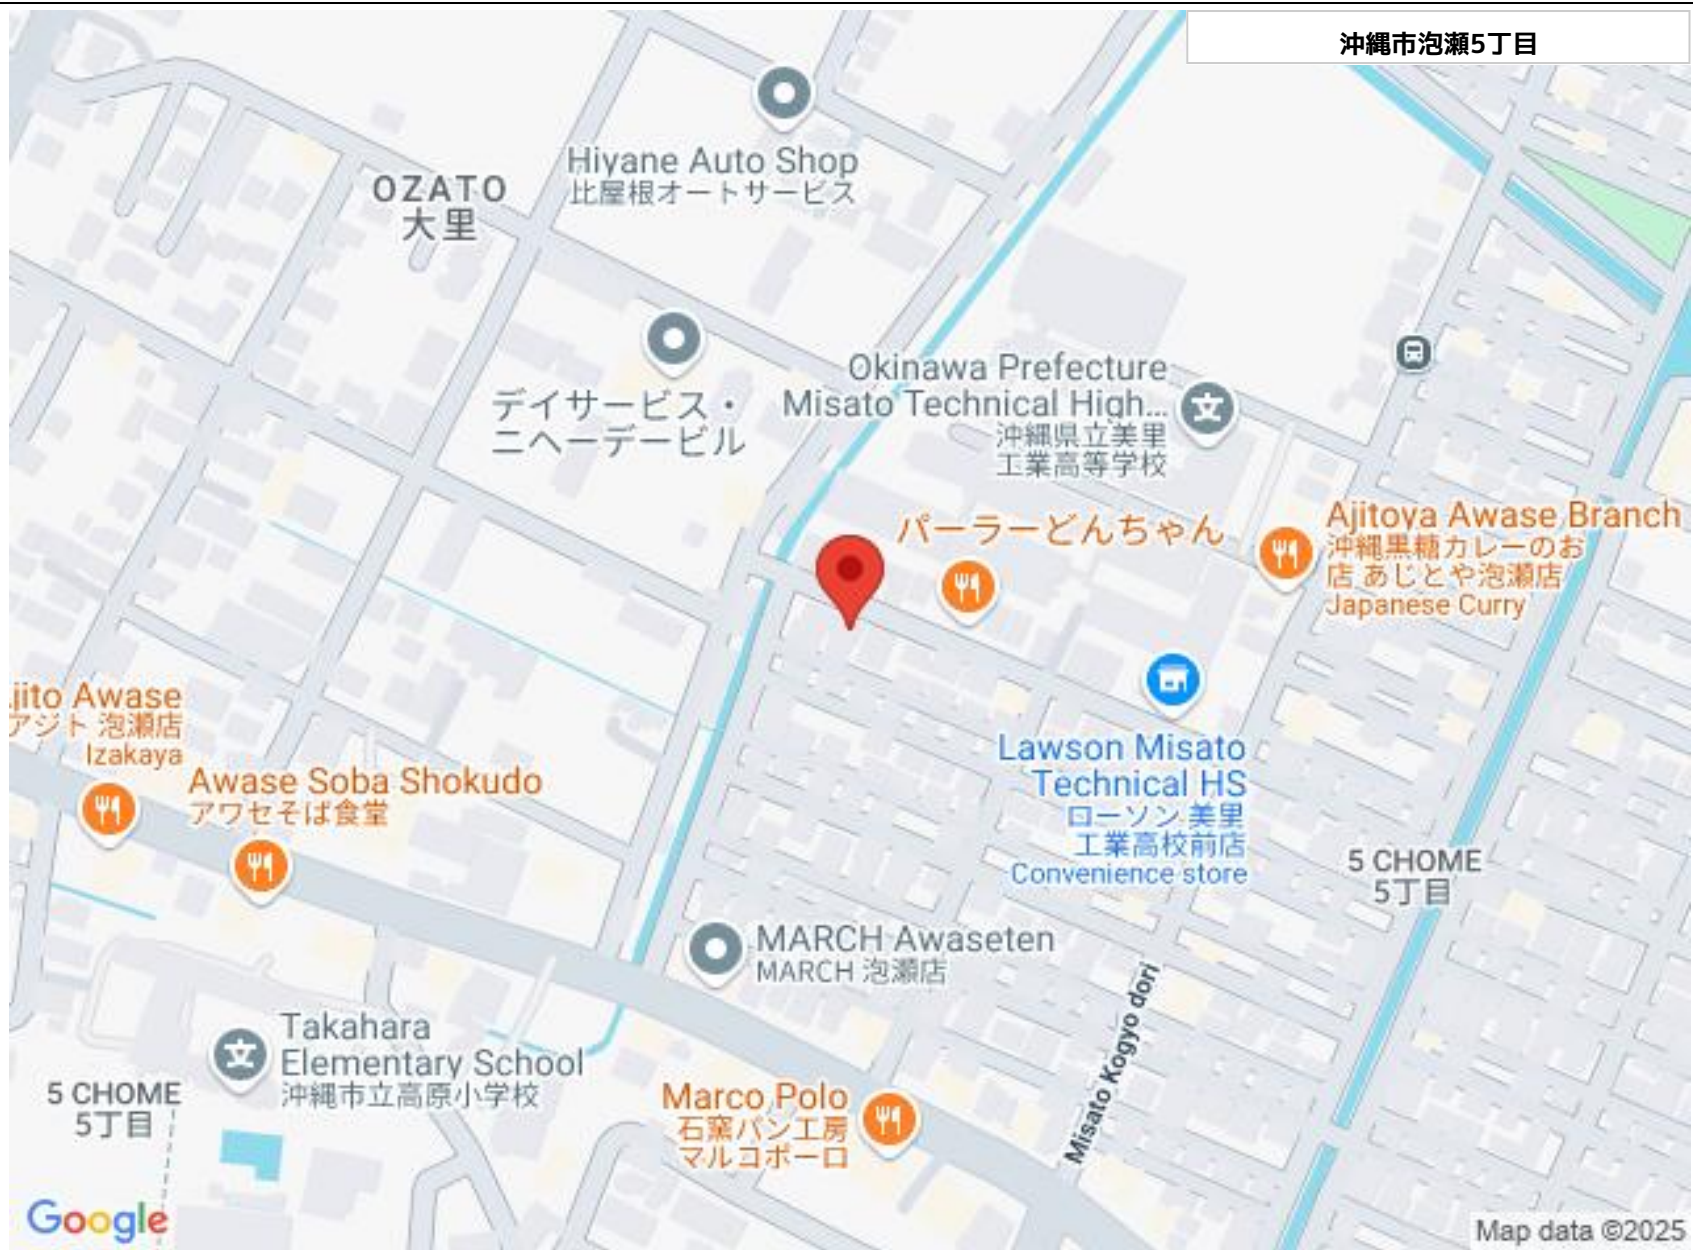 沖縄市泡瀬5丁目
Hiyane Auto Shop
比屋根オートサービス
OZATO
大里
デイサービス・
ニヘーデービル
Okinawa Prefecture
Misato Technical High...
沖縄県立美里
工業高等学校
パーラーどんちゃん
Ajitoya Awase Branch
沖縄黒糖カレーのお
店 あじとや泡瀬店
Japanese Curry
jito Awase
アジト 泡瀬店
Izakaya
Awase Soba Shokudo
アワセそば食堂
Lawson Misato
Technical HS
ローソン 美里
工業高校前店
Convenience store
5 CHOME
5丁目
MARCH Awaseten
MARCH 泡瀬店
Misato Kogyo dori
Takahara
Elementary School
沖縄市立高原小学校
5 CHOME
5丁目
Marco Polo
石窯パン工房
マルコポーロ
Google
Map data ©2025